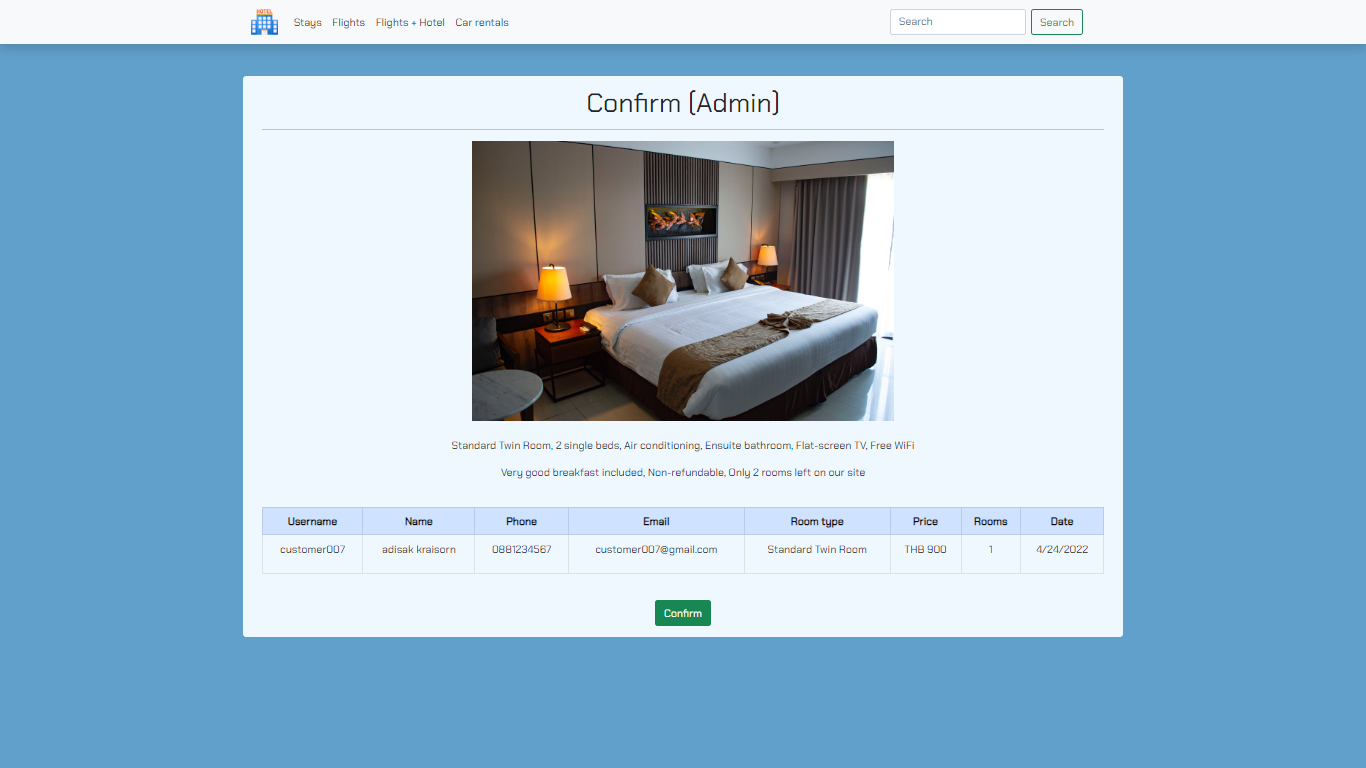 HOTEL
Stays Flights Flights + Hotel Car rentals Search Search
Confirm (Admin)
Standard Twin Room, 2 single beds, Air conditioning, Ensuite bathroom, Flat-screen TV, Free WiFi
Very good breakfast included, Non-refundable, Only 2 rooms left on our site
Username Name Phone Email Room type Price Rooms Date
customer007 adisak kraisorn 0881234567 customer007@gmail.com Standard Twin Room THB 900 1 4/24/2022
Confirm